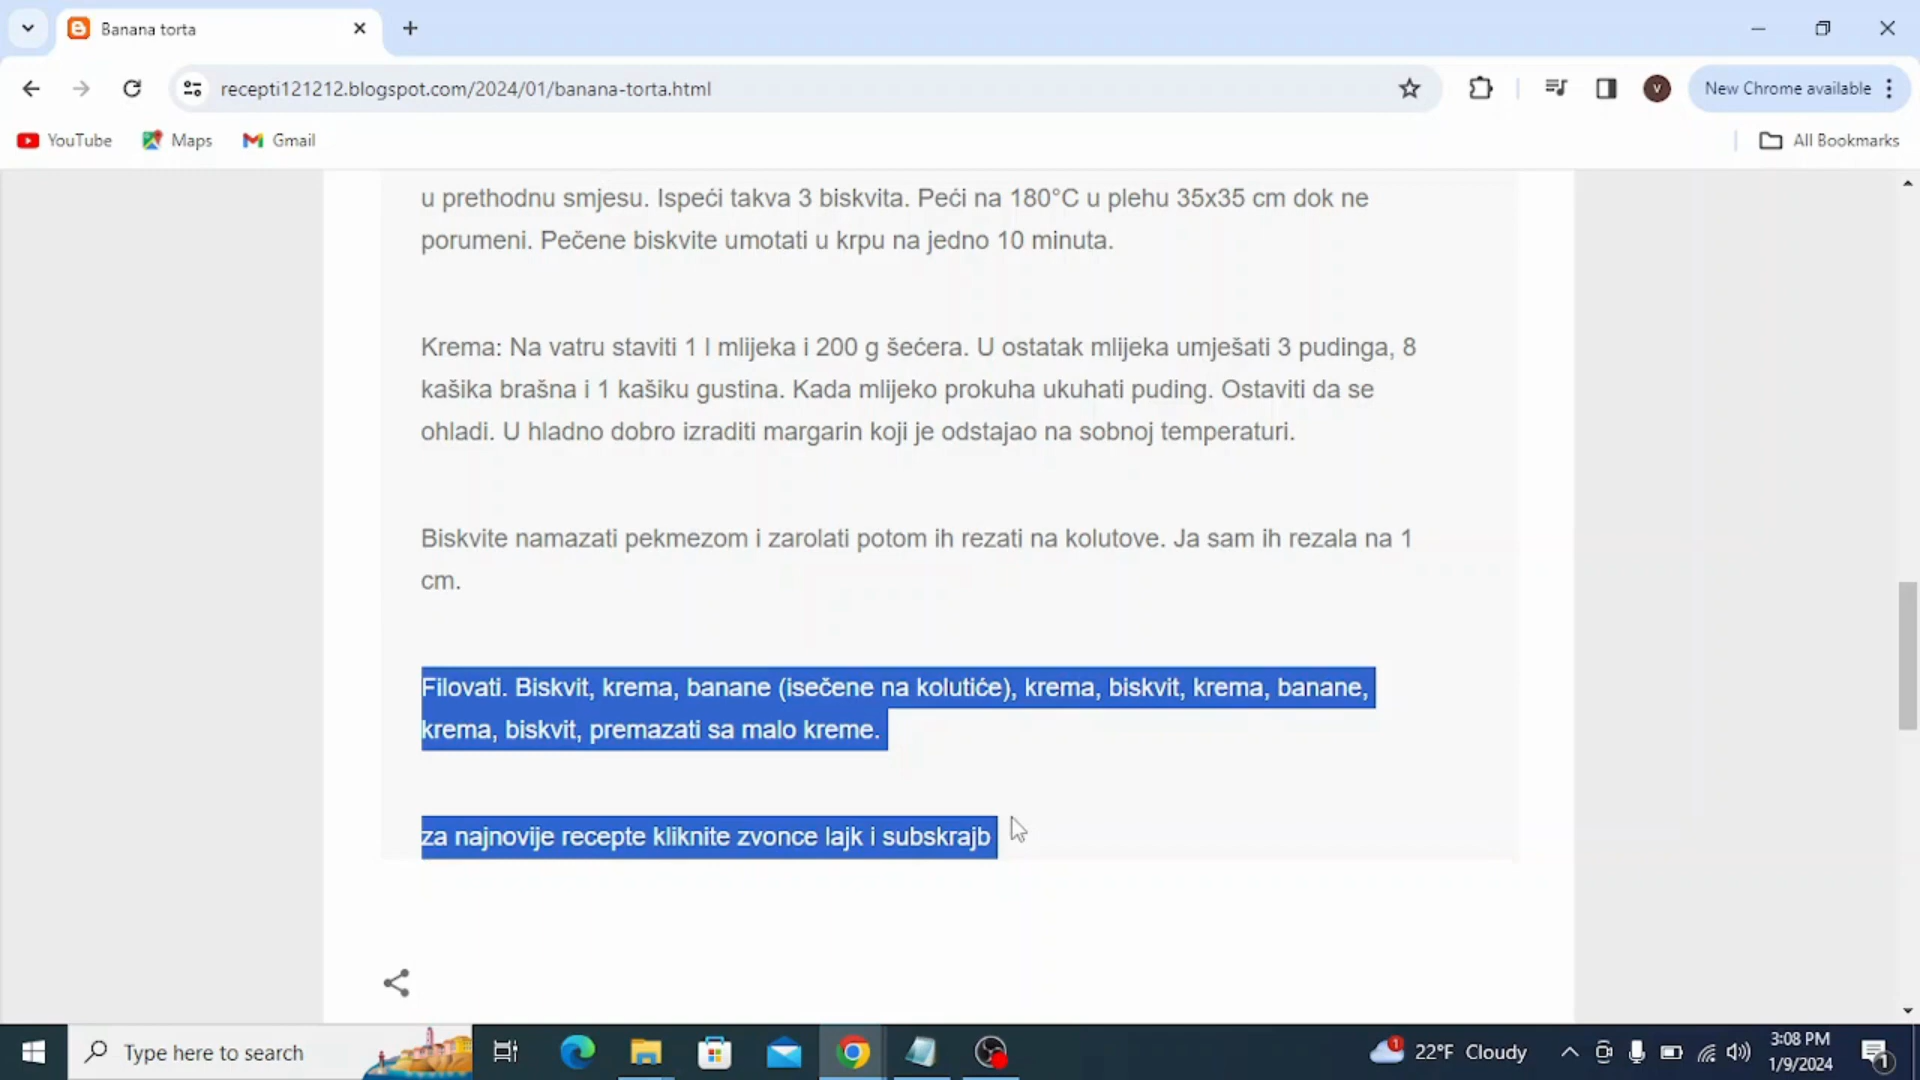 Banana torta
recepti121212.blogspot.com/2024/01/banana-torta.html
V
New Chrome available
YouTube
Maps
Gmail
All Bookmarks
u prethodnu smjesu. Ispeći takva 3 biskvita. Peći na 180°C u plehu 35x35 cm dok ne
porumeni. Pečene biskvite umotati u krpu na jedno 10 minuta.
Krema: Na vatru staviti 1 l mlijeka i 200 g šećera. U ostatak mlijeka umješati 3 pudinga, 8
kašika brašna i 1 kašiku gustina. Kada mlijeko prokuha ukuhati puding. Ostaviti da se
ohladi. U hladno dobro izraditi margarin koji je odstajao na sobnoj temperaturi.
Biskvite namazati pekmezom i zarolati potom ih rezati na kolutove. Ja sam ih rezala na 1
cm.
Filovati. Biskvit, krema, banane (isečene na kolutiće), krema, biskvit, krema, banane,
krema, biskvit, premazati sa malo kreme.
za najnovije recepte kliknite zvonce lajk i subskrajb
Type here to search
1
22°F Cloudy
3:08 PM
1/9/2024
1